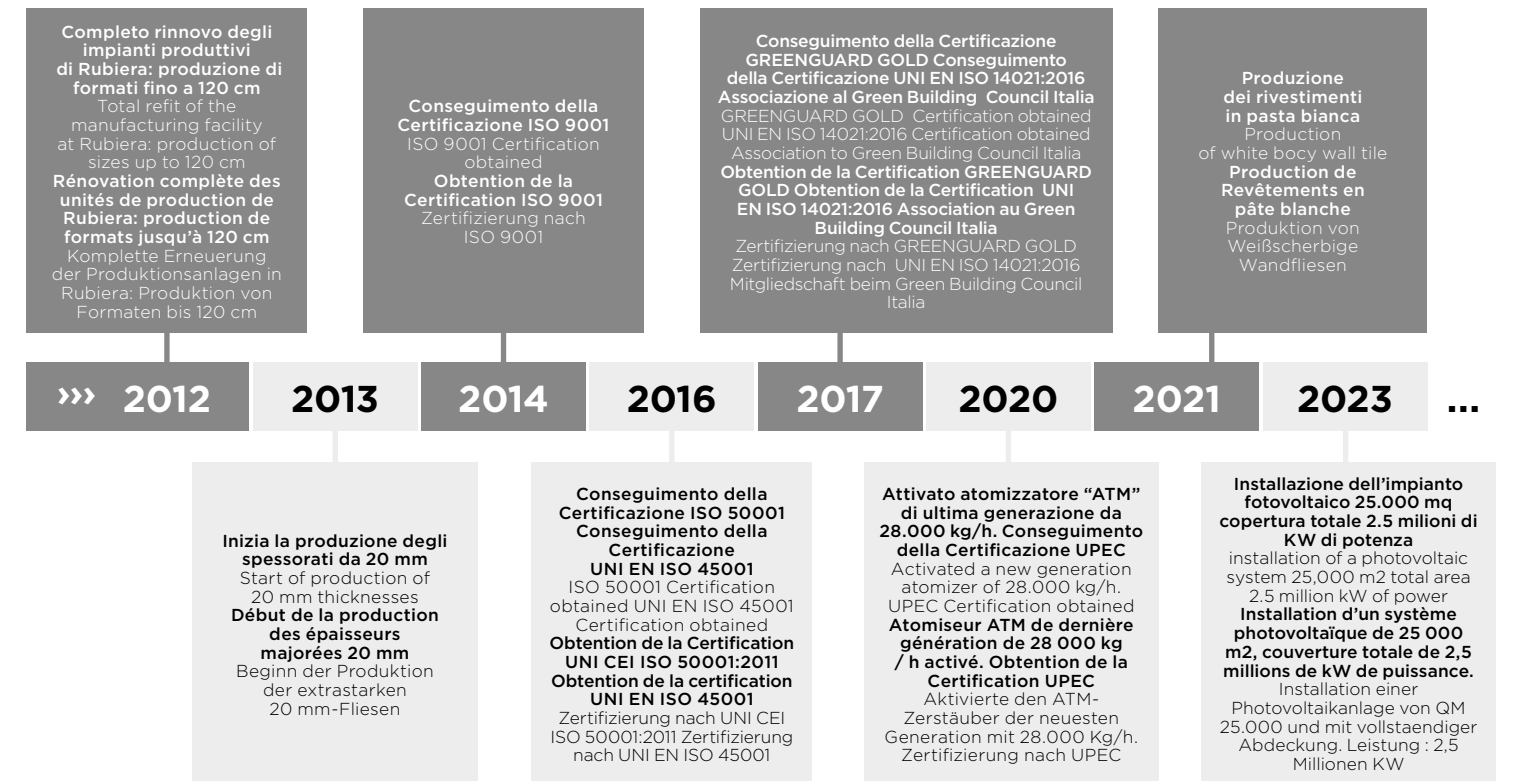 Completo rinnovo degli
impianti produttivi
di Rubiera: produzione di
formati fino a 120 cm
Total refit of the
manufacturing facility
at Rubiera: production of
sizes up to 120 cm
Rénovation complète des
unités de production de
Rubiera: production de
formats jusqu'à 120 cm
Komplette Erneuerung
der Produktionsanlagen in
Rubiera: Produktion von
Formaten bis 120 cm
Conseguimento della
Certificazione ISO 9001
ISO 9001 Certification
obtained
Obtention de la
Certification ISO 9001
Zertifizierung nach
ISO 9001
Conseguimento della Certificazione
GREENGUARD GOLD Conseguimento
della Certificazione UNI EN ISO 14021:2016
Associazione al Green Building Council Italia
GREENGUARD GOLD Certification obtained
UNI EN ISO 14021:2016 Certification obtained
Association to Green Building Council Italia
Obtention de la Certification GREENGUARD
GOLD Obtention de la Certification UNI
EN ISO 14021:2016 Association au Green
Building Council Italia
Zertifizierung nach GREENGUARD GOLD
Zertifizierung nach UNI EN ISO 14021:2016
Mitgliedschaft beim Green Building Council
Italia
Produzione
dei rivestimenti
in pasta bianca
Production
of white bocy wall tile
Production de
Revêtements en
pâte blanche
Produktion von
Weißscherbige
Wandfliesen
››› 2012 2013 2014 2016 2017 2020 2021 2023 ...
Inizia la produzione degli
spessorati da 20 mm
Start of production of
20 mm thicknesses
Début de la production
des épaisseurs
majorées 20 mm
Beginn der Produktion
der extrastarken
20 mm-Fliesen
Conseguimento della
Certificazione ISO 50001
Conseguimento della
Certificazione
UNI EN ISO 45001
ISO 50001 Certification
obtained UNI EN ISO 45001
Certification obtained
Obtention de la Certification
UNI CEI ISO 50001:2011
Obtention de la certification
UNI EN ISO 45001
Zertifizierung nach UNI CEI
ISO 50001:2011 Zertifizierung
nach UNI EN ISO 45001
Attivato atomizzatore “ATM”
di ultima generazione da
28.000 kg/h. Conseguimento
della Certificazione UPEC
Activated a new generation
atomizer of 28.000 kg/h.
UPEC Certification obtained
Atomiseur ATM de dernière
génération de 28 000 kg
/ h activé. Obtention de la
Certification UPEC
Aktivierte den ATM-
Zerstäuber der neuesten
Generation mit 28.000 Kg/h.
Zertifizierung nach UPEC
Installazione dell’impianto
fotovoltaico 25.000 mq
copertura totale 2.5 milioni di
KW di potenza
installation of a photovoltaic
system 25,000 m2 total area
2.5 million kW of power
Installation d’un système
photovoltaïque de 25 000
m2, couverture totale de 2,5
millions de kW de puissance.
Installation einer
Photovoltaikanlage von QM
25.000 und mit vollstaendiger
Abdeckung. Leistung : 2,5
Millionen KW